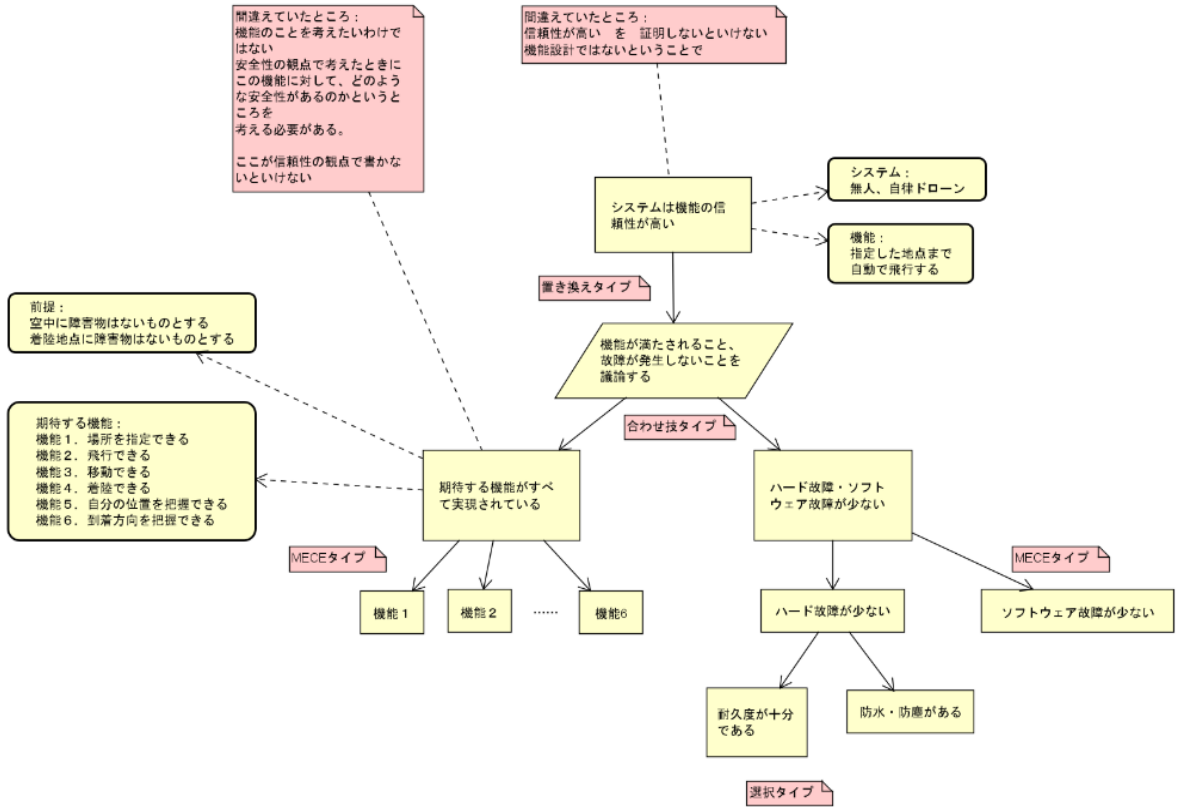 間違えていたところ:
機能のことを考えたいわけで
はない
安全性の観点で考えたときに
この機能に対して、どのよう
な安全性があるのかというと
ころを
考える必要がある。
ここが信頼性の観点で書かな
いといけない
間違えていたところ:
信頼性が高い　を　証明しないといけない
機能設計ではないということで
システムは機能の信
頼性が高い
システム:
無人、自律ドローン
機能:
指定した地点まで
自動で飛行する
置き換えタイプ
機能が満たされること、
故障が発生しないことを
議論する
合わせ技タイプ
前提:
空中に障害物はないものとする
着陸地点に障害物はないものとする
期待する機能:
機能1. 場所を指定できる
機能2. 飛行できる
機能3. 移動できる
機能4. 着陸できる
機能5. 自分の位置を把握できる
機能6. 到着方向を把握できる
期待する機能がすべ
て実現されている
ハード故障・ソフト
ウェア故障が少ない
MECEタイプ
MECEタイプ
機能1
機能2
……
機能6
ハード故障が少ない
ソフトウェア故障が少ない
耐久度が十分
である
防水・防塵がある
選択タイプ